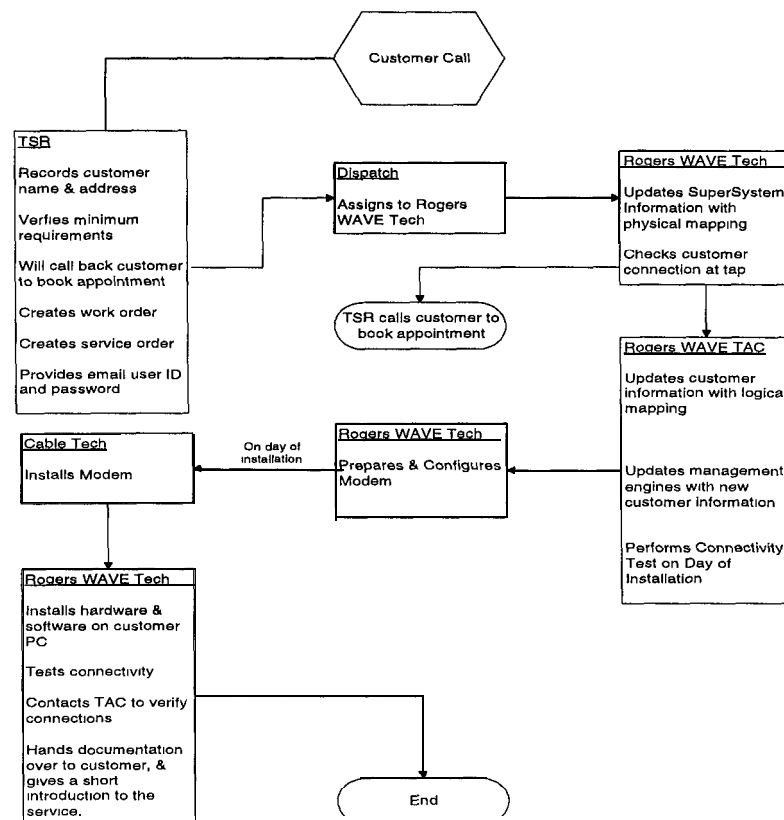 Customer Call
TSR
Records customer
name & address
Verfies minimum
requirements
Will call back customer
to book appointment
Creates work order
Creates service order
Provides email user ID
and password
Dispatch
Assigns to Rogers
WAVE Tech
Rogers WAVE Tech
Updates SuperSystem
Information with
physical mapping
Checks customer
connection at tap
TSR calls customer to
book appointment
Rogers WAVE TAC
Updates customer
information with logical
mapping
Updates management
engines with new
customer information
Performs Connectivity
Test on Day of
Installation
Rogers WAVE Tech
Prepares & Configures
Modem
On day of
installation
Cable Tech
Installs Modem
Rogers WAVE Tech
Installs hardware &
software on customer
PC
Tests connectivity
Contacts TAC to verify
connections
Hands documentation
over to customer, &
gives a short
introduction to the
service.
End